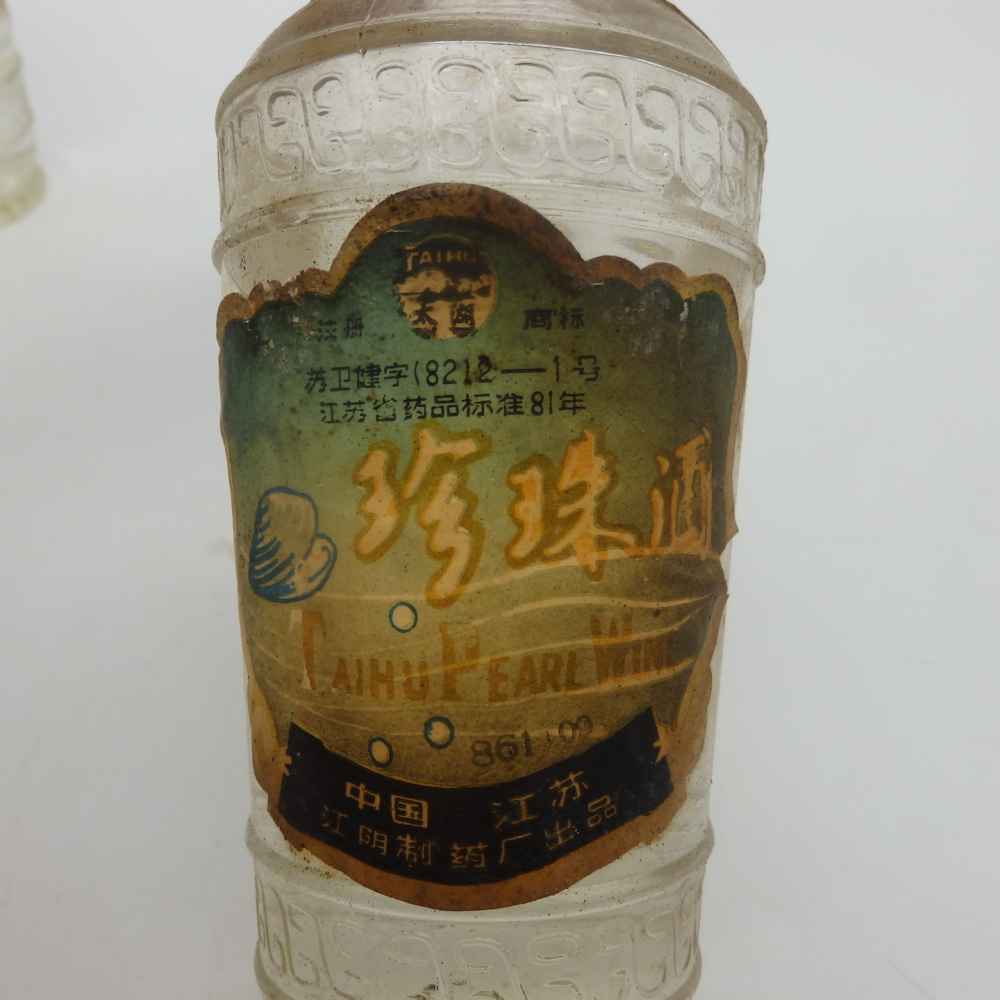 TAIHU
太湖
注册 商标
苏卫健字(8212—1号
江苏省药品标准81年
珍珠酒
TAIHU PEARL WINE
中国 江苏
江阴制药厂出品